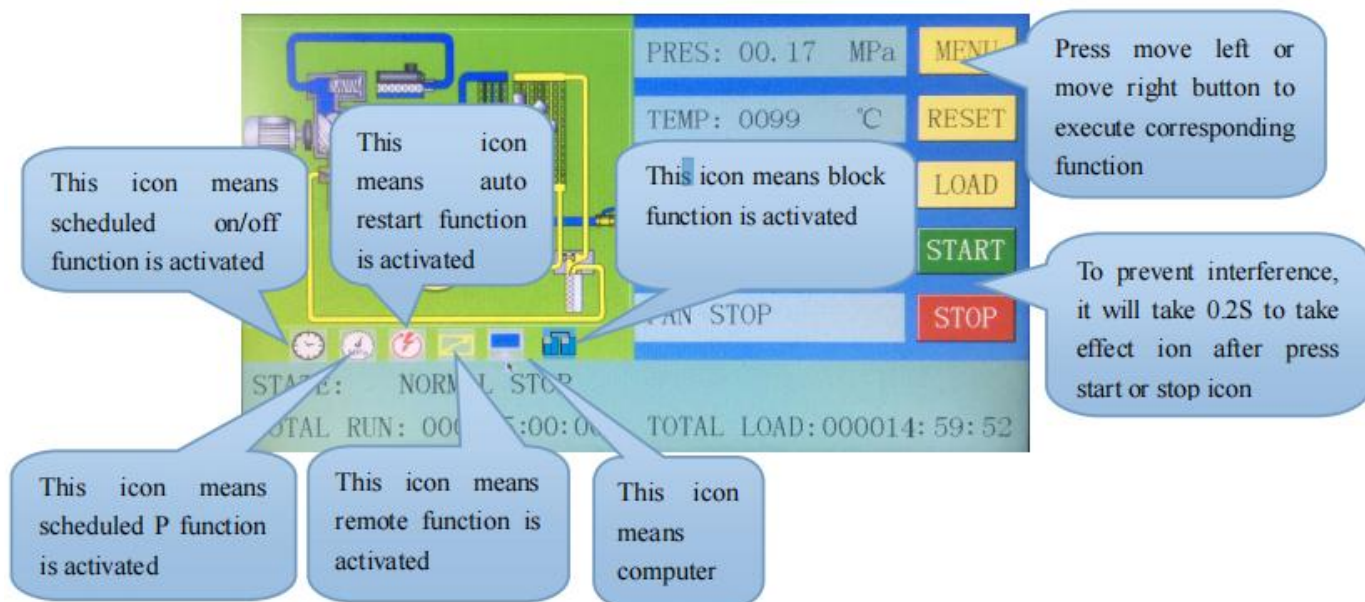 PRES: 00.17 MPa
MENU
TEMP: 0099 ℃
RESET
LOAD
START
FAN STOP
STOP
STATE: NORMAL STOP
TOTAL RUN:
TOTAL LOAD:000014:59:52
This icon means
scheduled on/off
function is activated
This icon
means auto
restart function
is activated
This icon means block
function is activated
Press move left or
move right button to
execute corresponding
function
To prevent interference,
it will take 0.2S to take
effect ion after press
start or stop icon
This icon means
scheduled P function
is activated
This icon means
remote function is
activated
This icon
means
computer